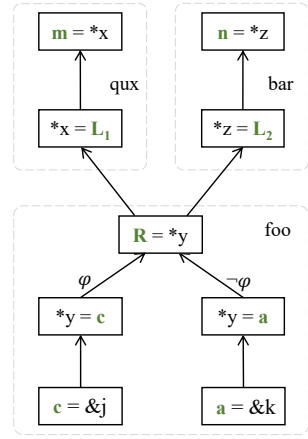 m = *x
n = *z
qux
bar
*x = L₁
*z = L₂
R = *y
foo
φ
¬φ
*y = c
*y = a
c = &j
a = &k